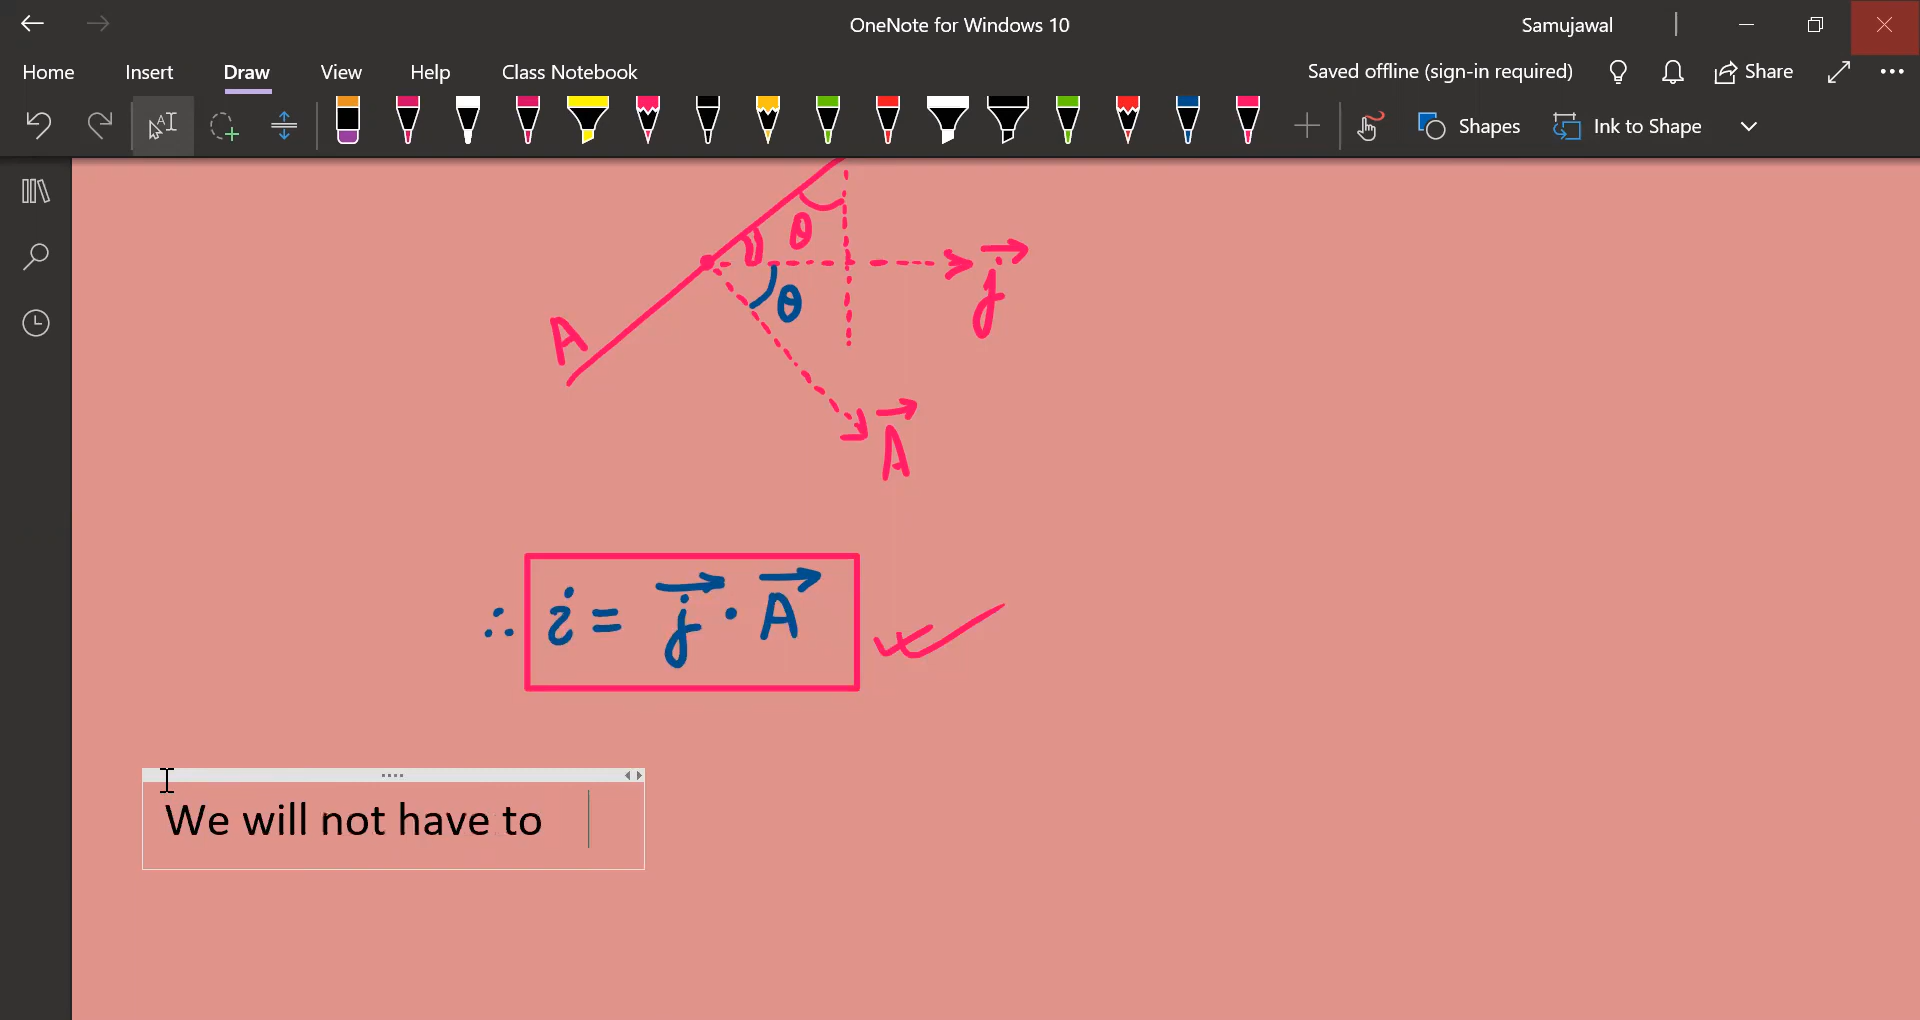 OneNote for Windows 10
Samujawal
Home Insert Draw View Help Class Notebook
Saved offline (sign-in required)
Share
Shapes
Ink to Shape
θ
j
θ
A
A
∴ i = j · A
We will not have to